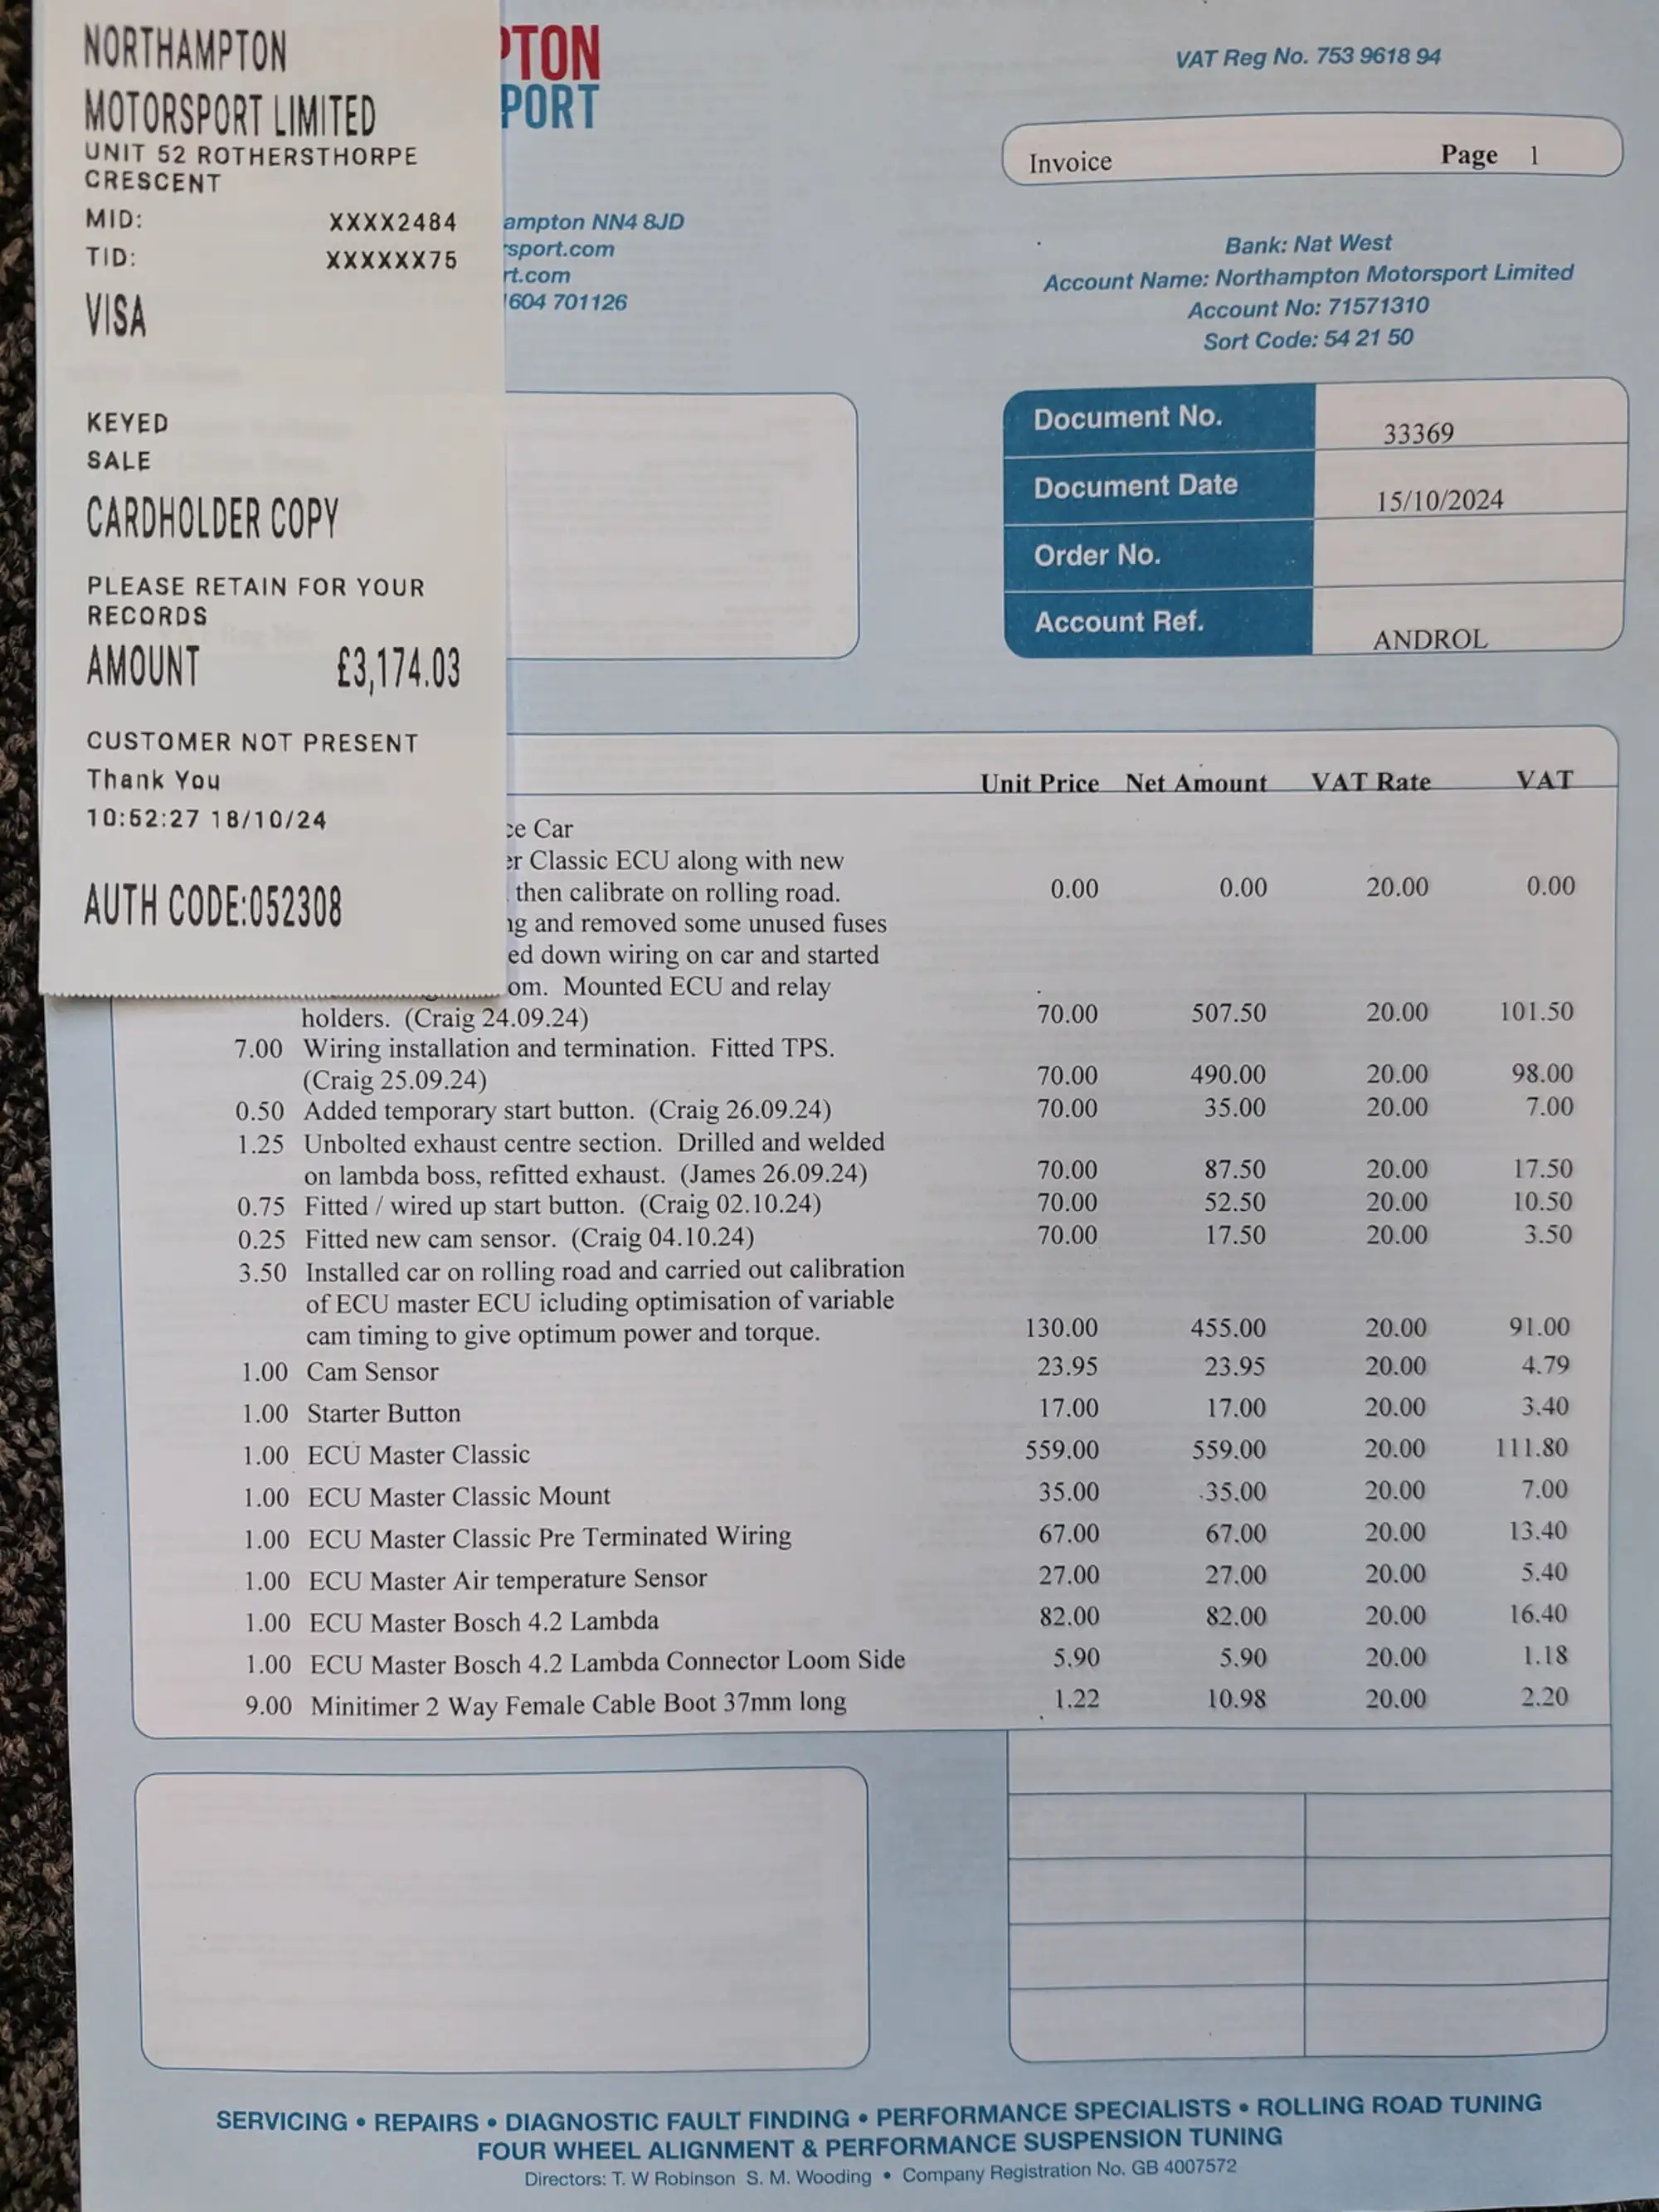 NORTHAMPTON
MOTORSPORT LIMITED
UNIT 52 ROTHERSTHORPE
CRESCENT
MID: XXXX2484
TID: XXXXXX75
VISA
KEYED
SALE
CARDHOLDER COPY
PLEASE RETAIN FOR YOUR
RECORDS
AMOUNT £3,174.03
CUSTOMER NOT PRESENT
Thank You
10:52:27 18/10/24
AUTH CODE:052308
PTON
PORT
ampton NN4 8JD
rsport.com
rt.com
1604 701126
VAT Reg No. 753 9618 94
Invoice Page 1
Bank: Nat West
Account Name: Northampton Motorsport Limited
Account No: 71571310
Sort Code: 54 21 50
Document No. 33369
Document Date 15/10/2024
Order No.
Account Ref. ANDROL
Unit Price Net Amount VAT Rate VAT
ce Car
er Classic ECU along with new
then calibrate on rolling road. 0.00 0.00 20.00 0.00
ng and removed some unused fuses
ed down wiring on car and started
om. Mounted ECU and relay
holders. (Craig 24.09.24) 70.00 507.50 20.00 101.50
7.00 Wiring installation and termination. Fitted TPS.
(Craig 25.09.24) 70.00 490.00 20.00 98.00
0.50 Added temporary start button. (Craig 26.09.24) 70.00 35.00 20.00 7.00
1.25 Unbolted exhaust centre section. Drilled and welded
on lambda boss, refitted exhaust. (James 26.09.24) 70.00 87.50 20.00 17.50
0.75 Fitted / wired up start button. (Craig 02.10.24) 70.00 52.50 20.00 10.50
0.25 Fitted new cam sensor. (Craig 04.10.24) 70.00 17.50 20.00 3.50
3.50 Installed car on rolling road and carried out calibration
of ECU master ECU icluding optimisation of variable
cam timing to give optimum power and torque. 130.00 455.00 20.00 91.00
1.00 Cam Sensor 23.95 23.95 20.00 4.79
1.00 Starter Button 17.00 17.00 20.00 3.40
1.00 ECU Master Classic 559.00 559.00 20.00 111.80
1.00 ECU Master Classic Mount 35.00 35.00 20.00 7.00
1.00 ECU Master Classic Pre Terminated Wiring 67.00 67.00 20.00 13.40
1.00 ECU Master Air temperature Sensor 27.00 27.00 20.00 5.40
1.00 ECU Master Bosch 4.2 Lambda 82.00 82.00 20.00 16.40
1.00 ECU Master Bosch 4.2 Lambda Connector Loom Side 5.90 5.90 20.00 1.18
9.00 Minitimer 2 Way Female Cable Boot 37mm long 1.22 10.98 20.00 2.20
SERVICING • REPAIRS • DIAGNOSTIC FAULT FINDING • PERFORMANCE SPECIALISTS • ROLLING ROAD TUNING
FOUR WHEEL ALIGNMENT & PERFORMANCE SUSPENSION TUNING
Directors: T. W Robinson S. M. Wooding • Company Registration No. GB 4007572